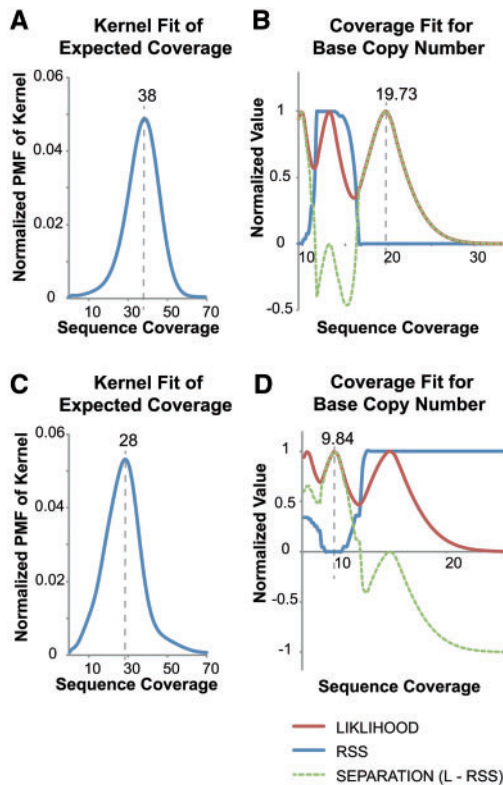 A
Kernel Fit of
Expected Coverage
38
Normalized PMF of Kernel
0.06
0.04
0.02
0
10 30 50 70
Sequence Coverage
B
Coverage Fit for
Base Copy Number
19.73
Normalized Value
1
0.5
0
-0.5
10 20 30
Sequence Coverage
C
Kernel Fit of
Expected Coverage
28
Normalized PMF of Kernel
0.06
0.04
0.02
0
10 30 50 70
Sequence Coverage
D
Coverage Fit for
Base Copy Number
9.84
Normalized Value
1
0.5
0
-0.5
-1
10 20
Sequence Coverage
LIKLIHOOD
RSS
SEPARATION (L - RSS)